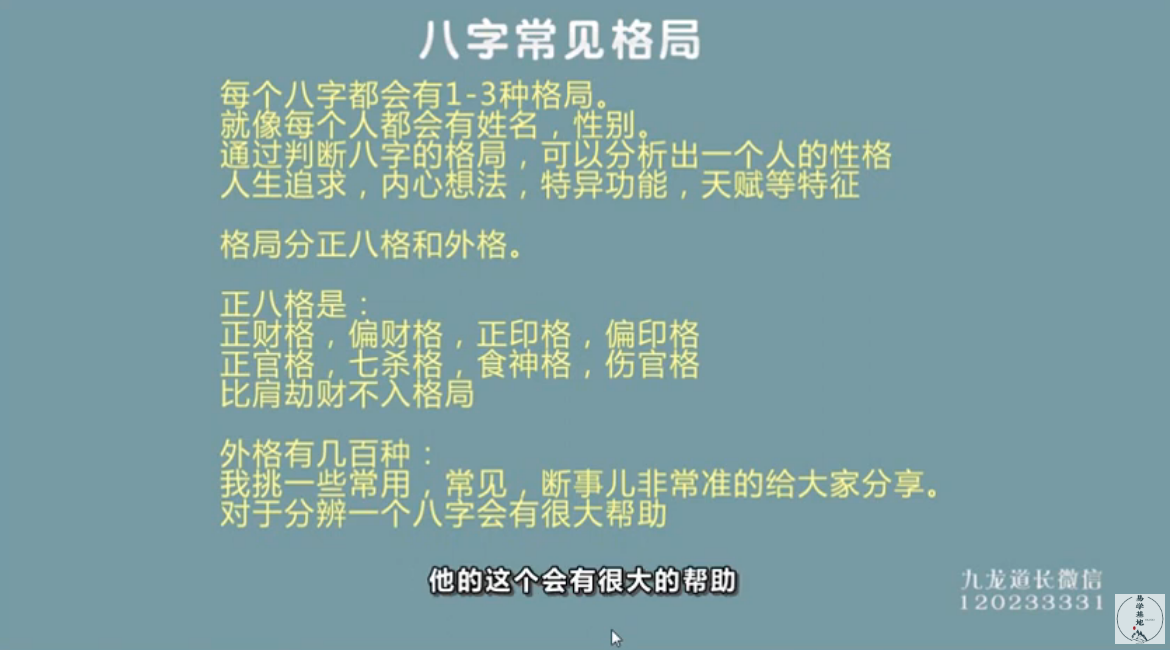 八字常见格局
每个八字都会有1-3种格局。
就像每个人都会有姓名，性别。
通过判断八字的格局，可以分析出一个人的性格
人生追求，内心想法，特异功能，天赋等特征
格局分正八格和外格。
正八格是：
正财格，偏财格，正印格，偏印格
正官格，七杀格，食神格，伤官格
比肩劫财不入格局
外格有几百种：
我挑一些常用，常见，断事儿非常准的给大家分享。
对于分辨一个八字会有很大帮助
他的这个会有很大的帮助
九龙道长微信
120233331
易学基地